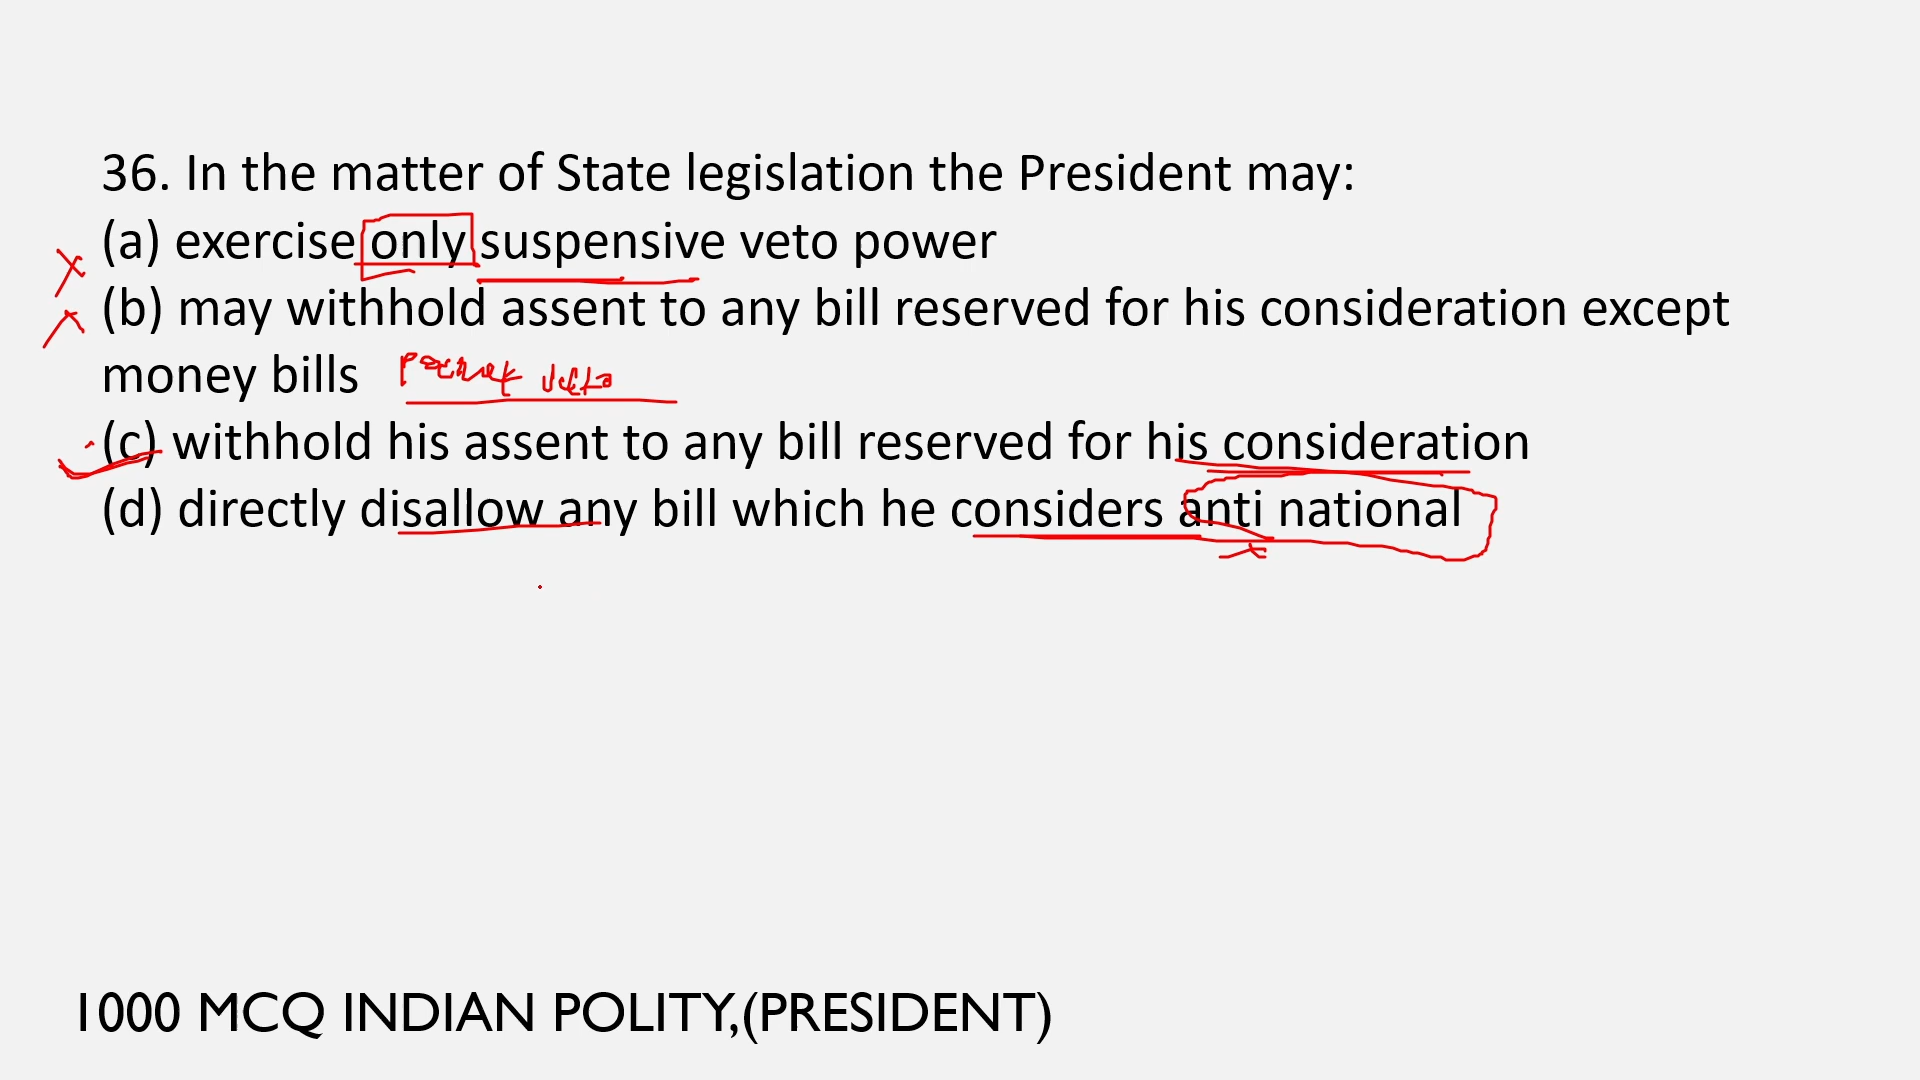 36. In the matter of State legislation the President may:
(a) exercise only suspensive veto power
(b) may withhold assent to any bill reserved for his consideration except
money bills pocket veto
(c) withhold his assent to any bill reserved for his consideration
(d) directly disallow any bill which he considers anti national
1000 MCQ INDIAN POLITY,(PRESIDENT)